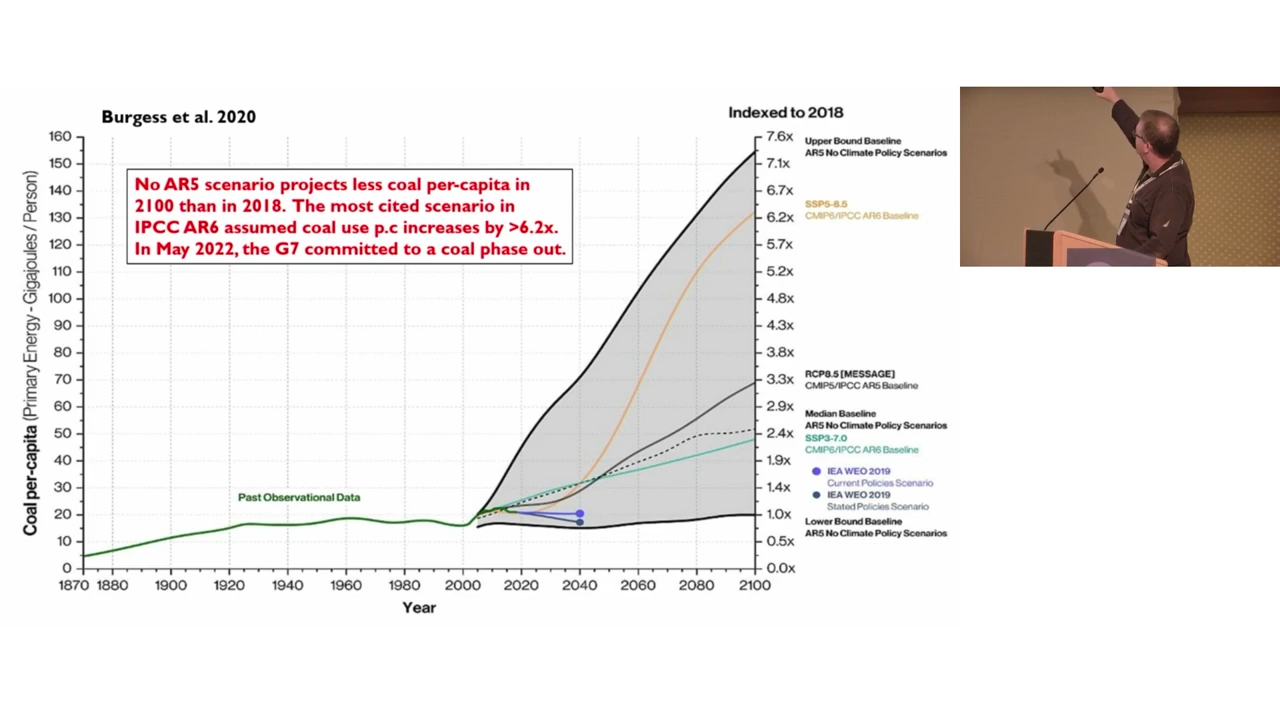 Burgess et al. 2020
Indexed to 2018
No AR5 scenario projects less coal per-capita in
2100 than in 2018. The most cited scenario in
IPCC AR6 assumed coal use p.c increases by >6.2x.
In May 2022, the G7 committed to a coal phase out.
Coal per-capita (Primary Energy - Gigajoules / Person)
160
150
140
130
120
110
100
90
80
70
60
50
40
30
20
10
0
Past Observational Data
7.6x
7.1x
6.7x
6.2x
5.7x
5.2x
4.8x
4.3x
3.8x
3.3x
2.9x
2.4x
1.9x
1.4x
1.0x
0.5x
0.0x
Upper Bound Baseline
AR5 No Climate Policy Scenarios
SSP5-8.5
CMIP6/IPCC AR6 Baseline
RCP8.5 [MESSAGE]
CMIP5/IPCC AR5 Baseline
Median Baseline
AR5 No Climate Policy Scenarios
SSP3-7.0
CMIP6/IPCC AR6 Baseline
IEA WEO 2019
Current Policies Scenario
IEA WEO 2019
Stated Policies Scenario
Lower Bound Baseline
AR5 No Climate Policy Scenarios
1870 1880 1900 1920 1940 1960 1980 2000 2020 2040 2060 2080 2100
Year